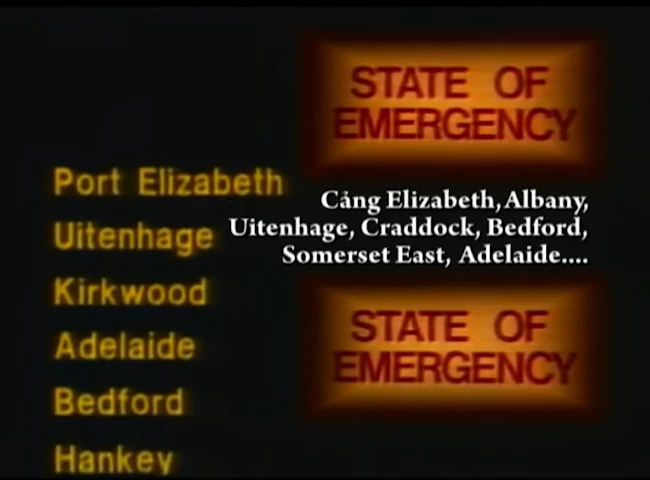 STATE OF
EMERGENCY
Port Elizabeth
Uitenhage
Kirkwood
Adelaide
Bedford
Hankey
Cảng Elizabeth, Albany,
Uitenhage, Craddock, Bedford,
Somerset East, Adelaide....
STATE OF
EMERGENCY